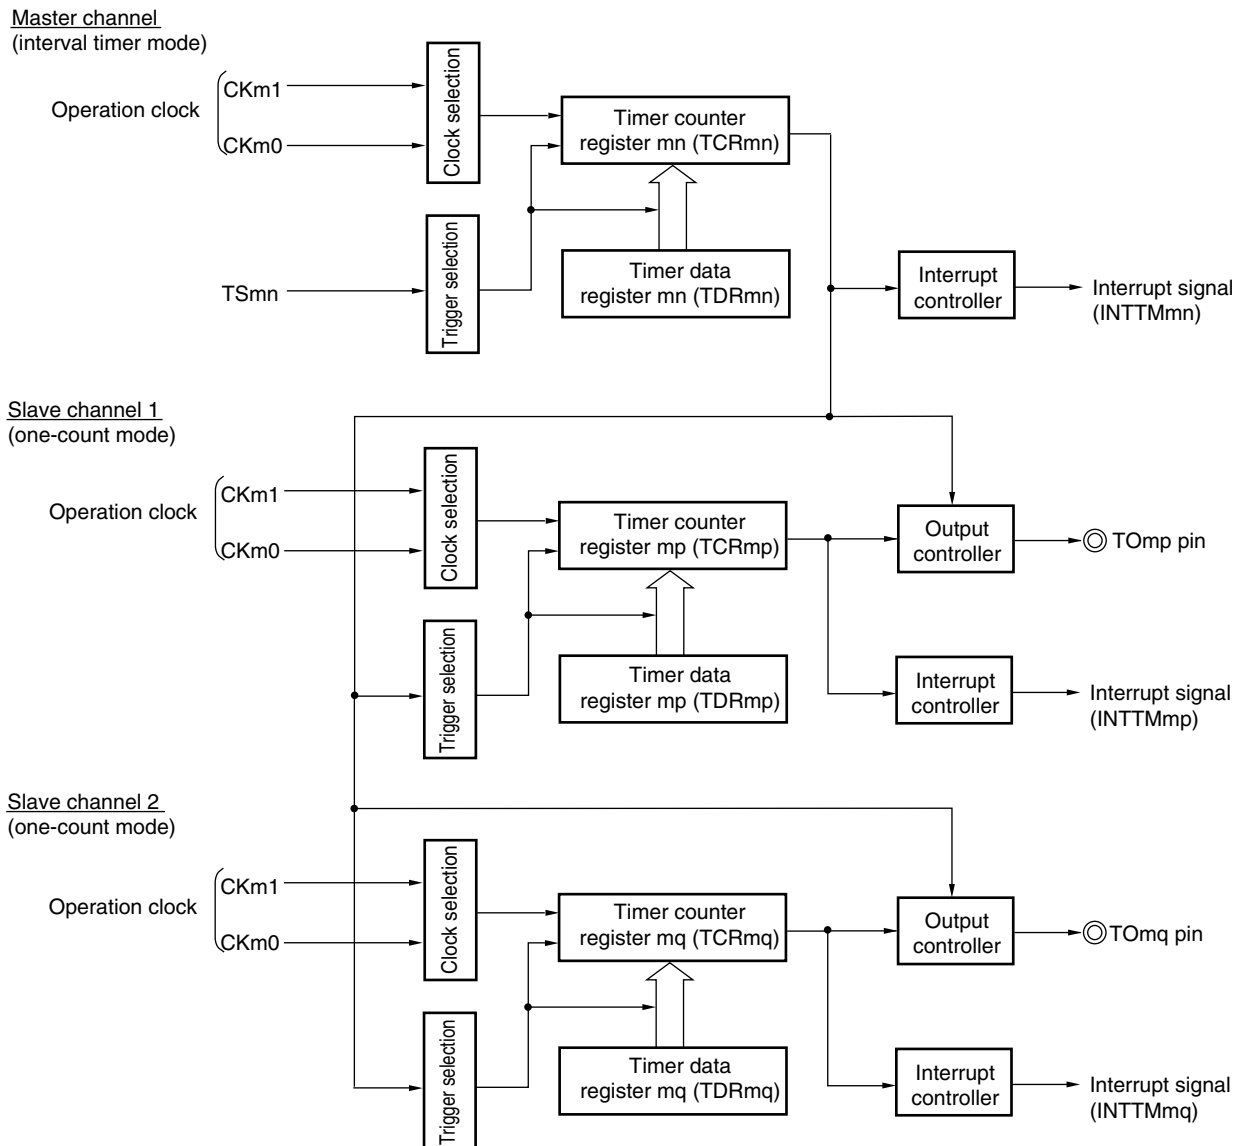 Master channel
(interval timer mode)
Operation clock
CKm1
CKm0
Clock selection
Timer counter
register mn (TCRmn)
TSmn
Trigger selection
Timer data
register mn (TDRmn)
Interrupt
controller
Interrupt signal
(INTTMmn)
Slave channel 1
(one-count mode)
Operation clock
CKm1
CKm0
Clock selection
Timer counter
register mp (TCRmp)
Output
controller
TOmp pin
Trigger selection
Timer data
register mp (TDRmp)
Interrupt
controller
Interrupt signal
(INTTMmp)
Slave channel 2
(one-count mode)
Operation clock
CKm1
CKm0
Clock selection
Timer counter
register mq (TCRmq)
Output
controller
TOmq pin
Trigger selection
Timer data
register mq (TDRmq)
Interrupt
controller
Interrupt signal
(INTTMmq)